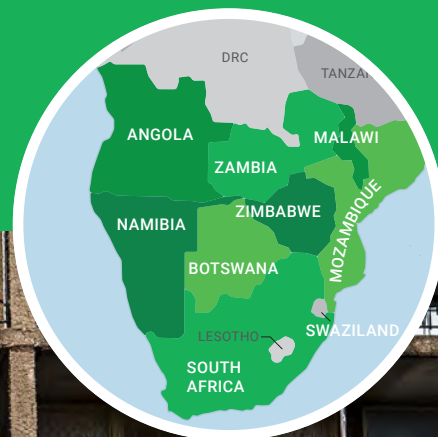 DRC
TANZA
ANGOLA
MALAWI
ZAMBIA
ZIMBABWE
NAMIBIA
MOZAMBIQUE
BOTSWANA
SWAZILAND
LESOTHO
SOUTH
AFRICA